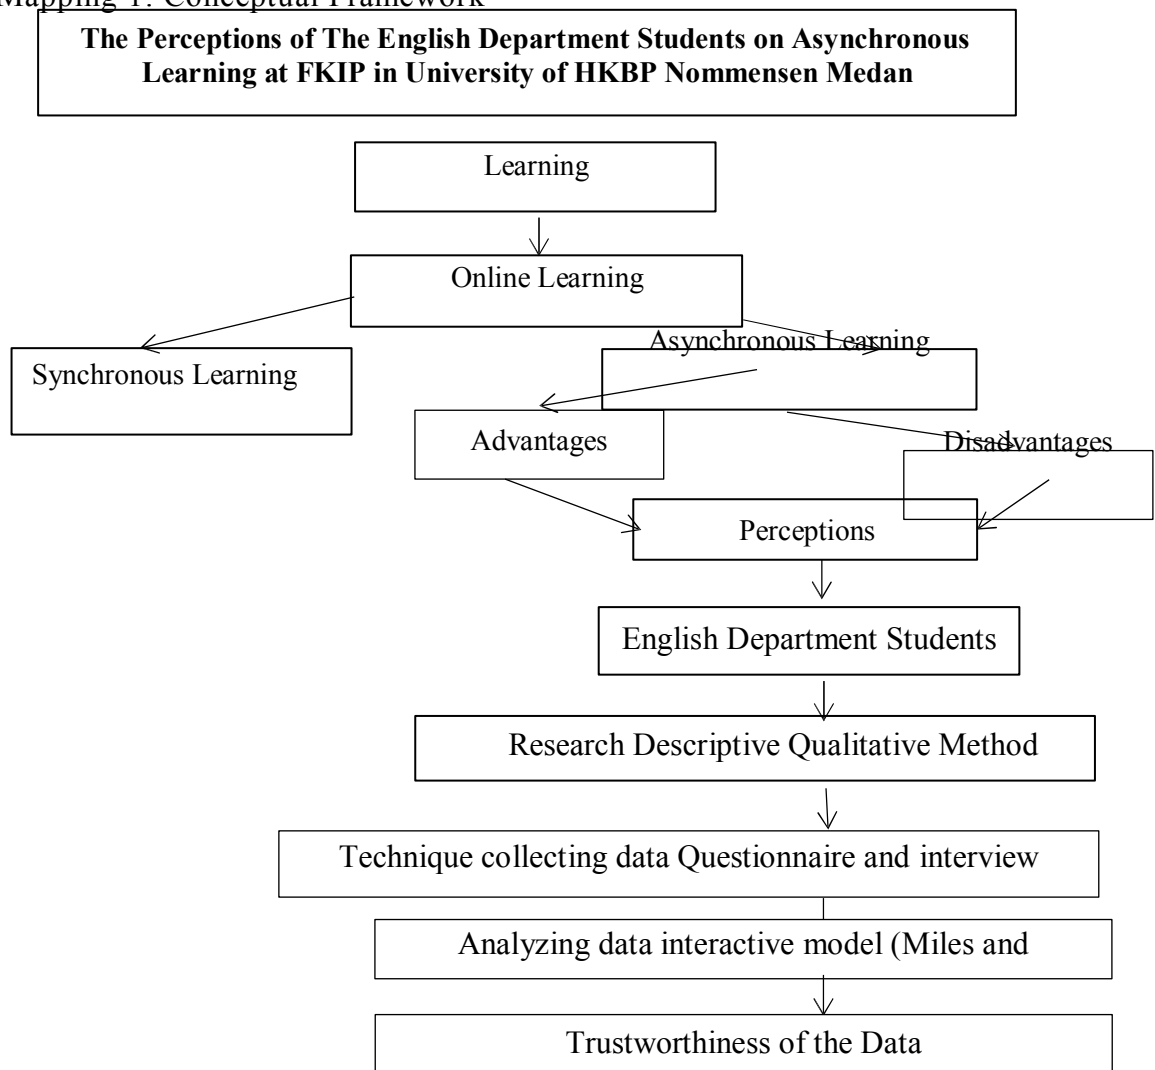 Mapping 1. Conceptual Framework
The Perceptions of The English Department Students on Asynchronous
Learning at FKIP in University of HKBP Nommensen Medan
Learning
Online Learning
Asynchronous Learning
Synchronous Learning
Advantages
Disadvantages
Perceptions
English Department Students
Research Descriptive Qualitative Method
Technique collecting data Questionnaire and interview
Analyzing data interactive model (Miles and
Trustworthiness of the Data